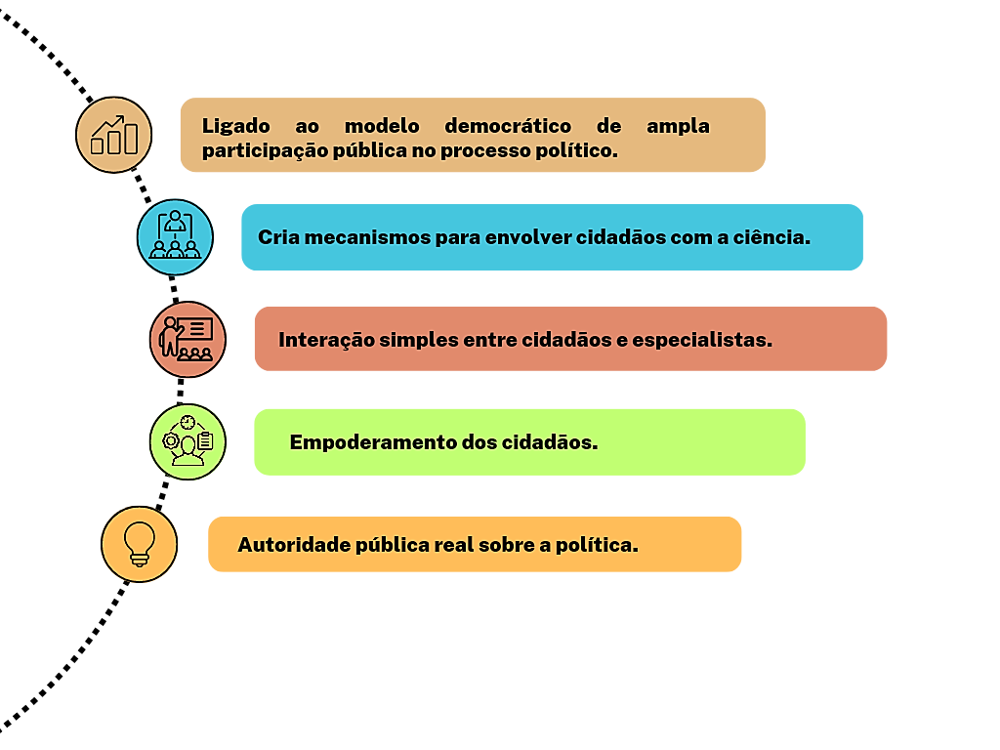 Ligado ao modelo democrático de ampla
participação pública no processo político.
Cria mecanismos para envolver cidadãos com a ciência.
Interação simples entre cidadãos e especialistas.
Empoderamento dos cidadãos.
Autoridade pública real sobre a política.